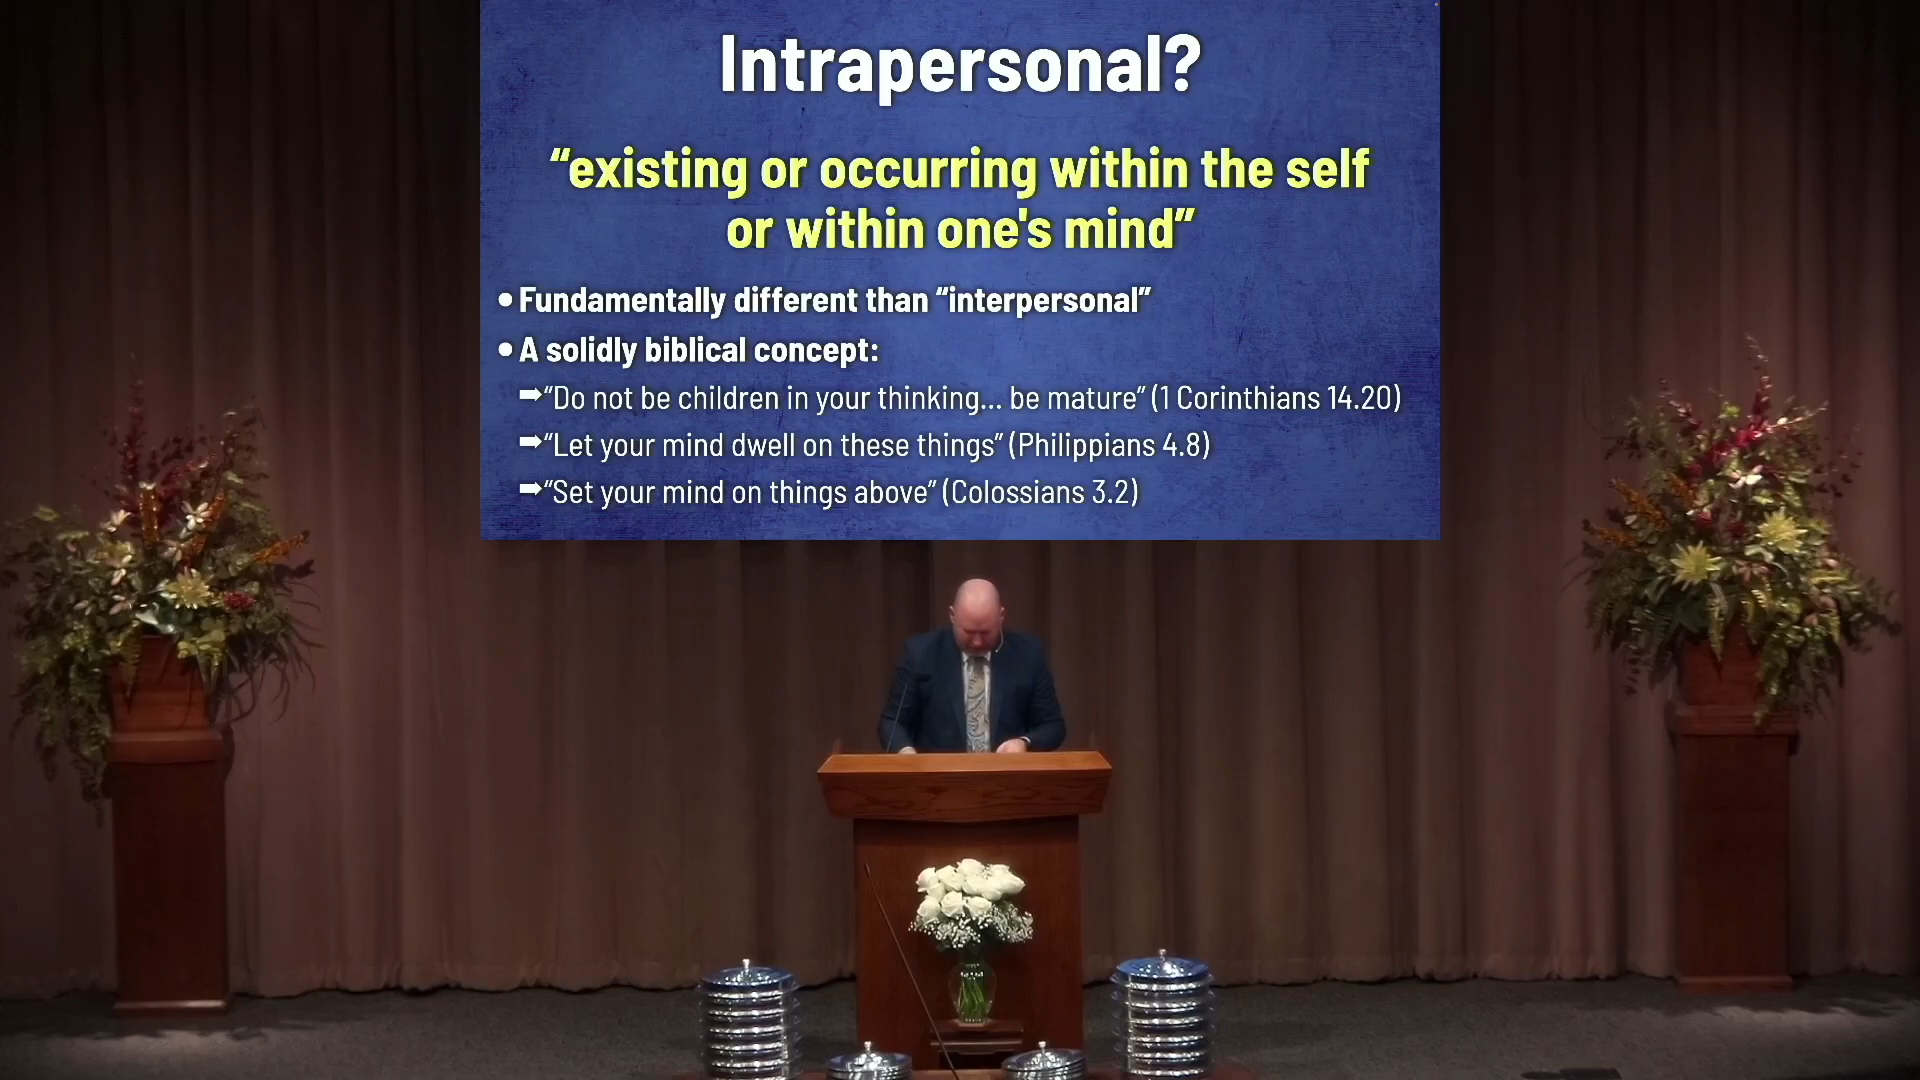 Intrapersonal?
“existing or occurring within the self
or within one's mind”
• Fundamentally different than “interpersonal”
• A solidly biblical concept:
➡“Do not be children in your thinking... be mature” (1 Corinthians 14.20)
➡“Let your mind dwell on these things” (Philippians 4.8)
➡“Set your mind on things above” (Colossians 3.2)